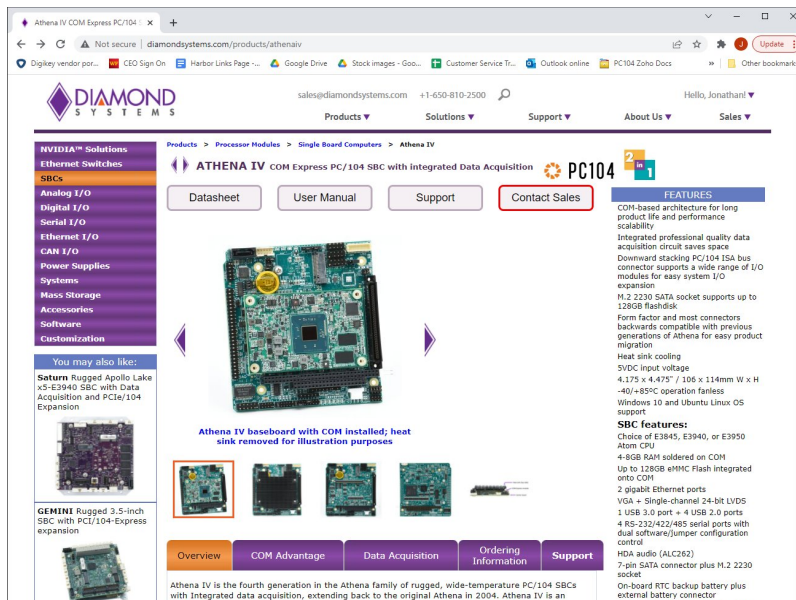 Athena IV COM Express PC/104 S
Not secure | diamondsystems.com/products/athenaiv
Update
Digikey vendor por...
CEO Sign On
Harbor Links Page -...
Google Drive
Stock images - Goo...
Customer Service Tr...
Outlook online
PC104 Zoho Docs
»
Other bookmarks
DIAMOND
SYSTEMS
sales@diamondsystems.com +1-650-810-2500
Hello, Jonathan! ▼
Products ▼ Solutions ▼ Support ▼ About Us ▼ Sales ▼
NVIDIA™ Solutions
Ethernet Switches
SBCs
Analog I/O
Digital I/O
Serial I/O
Ethernet I/O
CAN I/O
Power Supplies
Systems
Mass Storage
Accessories
Software
Customization
You may also like:
Saturn Rugged Apollo Lake
x5-E3940 SBC with Data
Acquisition and PCIe/104
Expansion
GEMINI Rugged 3.5-inch
SBC with PCI/104-Express
expansion
Products > Processor Modules > Single Board Computers > Athena IV
ATHENA IV COM Express PC/104 SBC with integrated Data Acquisition
PC104
2 in 1
Datasheet
User Manual
Support
Contact Sales
Athena IV baseboard with COM installed; heat
sink removed for illustration purposes
Overview
COM Advantage
Data Acquisition
Ordering
Information
Support
Athena IV is the fourth generation in the Athena family of rugged, wide-temperature PC/104 SBCs
with Integrated data acquisition, extending back to the original Athena in 2004. Athena IV is an
FEATURES
COM-based architecture for long
product life and performance
scalability
Integrated professional quality data
acquisition circuit saves space
Downward stacking PC/104 ISA bus
connector supports a wide range of I/O
modules for easy system I/O
expansion
M.2 2230 SATA socket supports up to
128GB flashdisk
Form factor and most connectors
backwards compatible with previous
generations of Athena for easy product
migration
Heat sink cooling
5VDC input voltage
4.175 x 4.475" / 106 x 114mm W x H
-40/+85ºC operation fanless
Windows 10 and Ubuntu Linux OS
support
SBC features:
Choice of E3845, E3940, or E3950
Atom CPU
4-8GB RAM soldered on COM
Up to 128GB eMMC Flash integrated
onto COM
2 gigabit Ethernet ports
VGA + Single-channel 24-bit LVDS
1 USB 3.0 port + 4 USB 2.0 ports
4 RS-232/422/485 serial ports with
dual software/jumper configuration
control
HDA audio (ALC262)
7-pin SATA connector plus M.2 2230
socket
On-board RTC backup battery plus
external battery connector